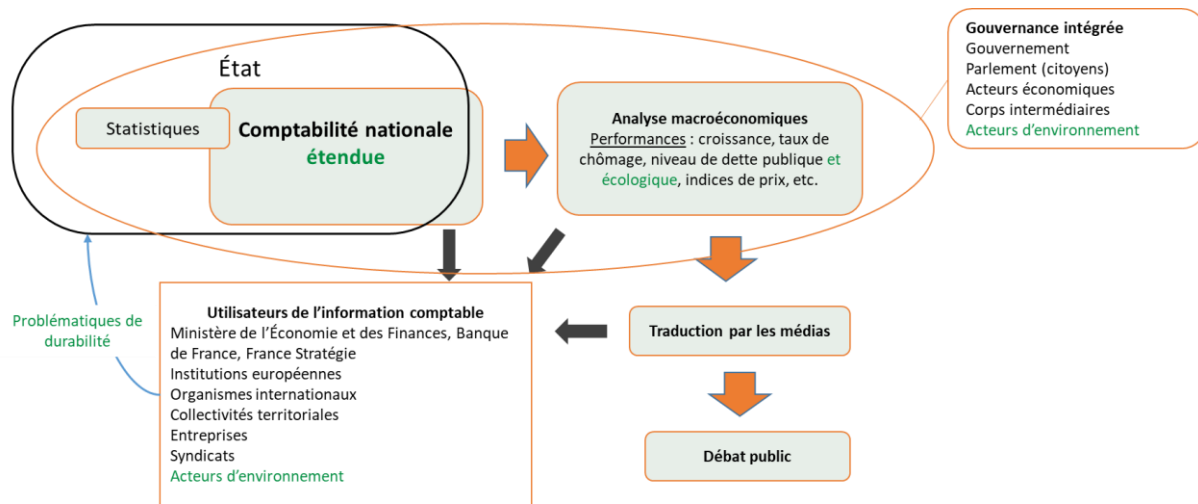 État
Statistiques
Comptabilité nationale
étendue
Analyse macroéconomiques
Performances : croissance, taux de
chômage, niveau de dette publique et
écologique, indices de prix, etc.
Gouvernance intégrée
Gouvernement
Parlement (citoyens)
Acteurs économiques
Corps intermédiaires
Acteurs d’environnement
Problématiques de
durabilité
Utilisateurs de l’information comptable
Ministère de l’Économie et des Finances, Banque
de France, France Stratégie
Institutions européennes
Organismes internationaux
Collectivités territoriales
Entreprises
Syndicats
Acteurs d’environnement
Traduction par les médias
Débat public